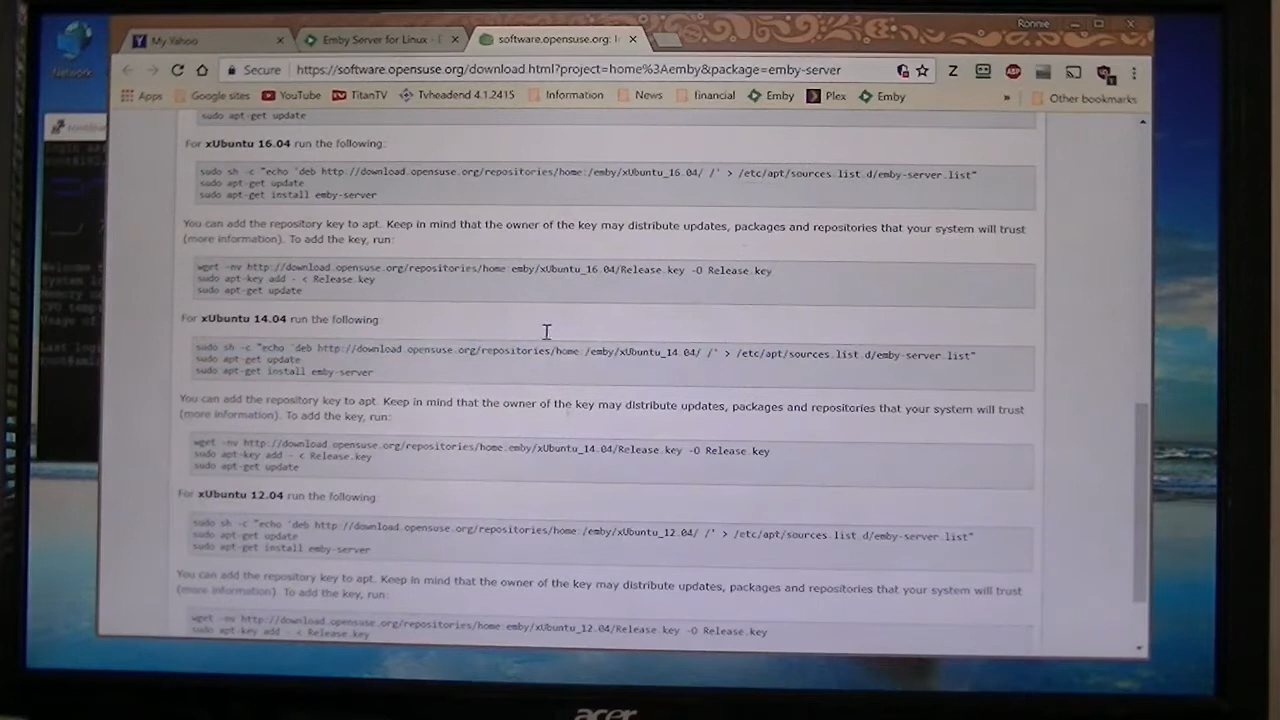 Ronnie
Network
My Yahoo
Emby Server for Linux - E
software.opensuse.org: I
Secure
https://software.opensuse.org/download.html?project=home%3Aemby&package=emby-server
Apps
Google sites
YouTube
TitanTV
Tvheadend 4.1.2415
Information
News
financial
Emby
Plex
Emby
»
Other bookmarks
sudo apt-get update
For xUbuntu 16.04 run the following:
sudo sh -c "echo 'deb http://download.opensuse.org/repositories/home:/emby/xUbuntu_16.04/ /' > /etc/apt/sources.list.d/emby-server.list"
sudo apt-get update
sudo apt-get install emby-server
You can add the repository key to apt. Keep in mind that the owner of the key may distribute updates, packages and repositories that your system will trust
(more information). To add the key, run:
wget -nv http://download.opensuse.org/repositories/home:emby/xUbuntu_16.04/Release.key -O Release.key
sudo apt-key add - < Release.key
sudo apt-get update
For xUbuntu 14.04 run the following:
sudo sh -c "echo 'deb http://download.opensuse.org/repositories/home:/emby/xUbuntu_14.04/ /' > /etc/apt/sources.list.d/emby-server.list"
sudo apt-get update
sudo apt-get install emby-server
You can add the repository key to apt. Keep in mind that the owner of the key may distribute updates, packages and repositories that your system will trust
(more information). To add the key, run:
wget -nv http://download.opensuse.org/repositories/home:emby/xUbuntu_14.04/Release.key -O Release.key
sudo apt-key add - < Release.key
sudo apt-get update
For xUbuntu 12.04 run the following:
sudo sh -c "echo 'deb http://download.opensuse.org/repositories/home:/emby/xUbuntu_12.04/ /' > /etc/apt/sources.list.d/emby-server.list"
sudo apt-get update
sudo apt-get install emby-server
You can add the repository key to apt. Keep in mind that the owner of the key may distribute updates, packages and repositories that your system will trust
(more information). To add the key, run:
wget -nv http://download.opensuse.org/repositories/home:emby/xUbuntu_12.04/Release.key -O Release.key
sudo apt-key add - < Release.key
acer